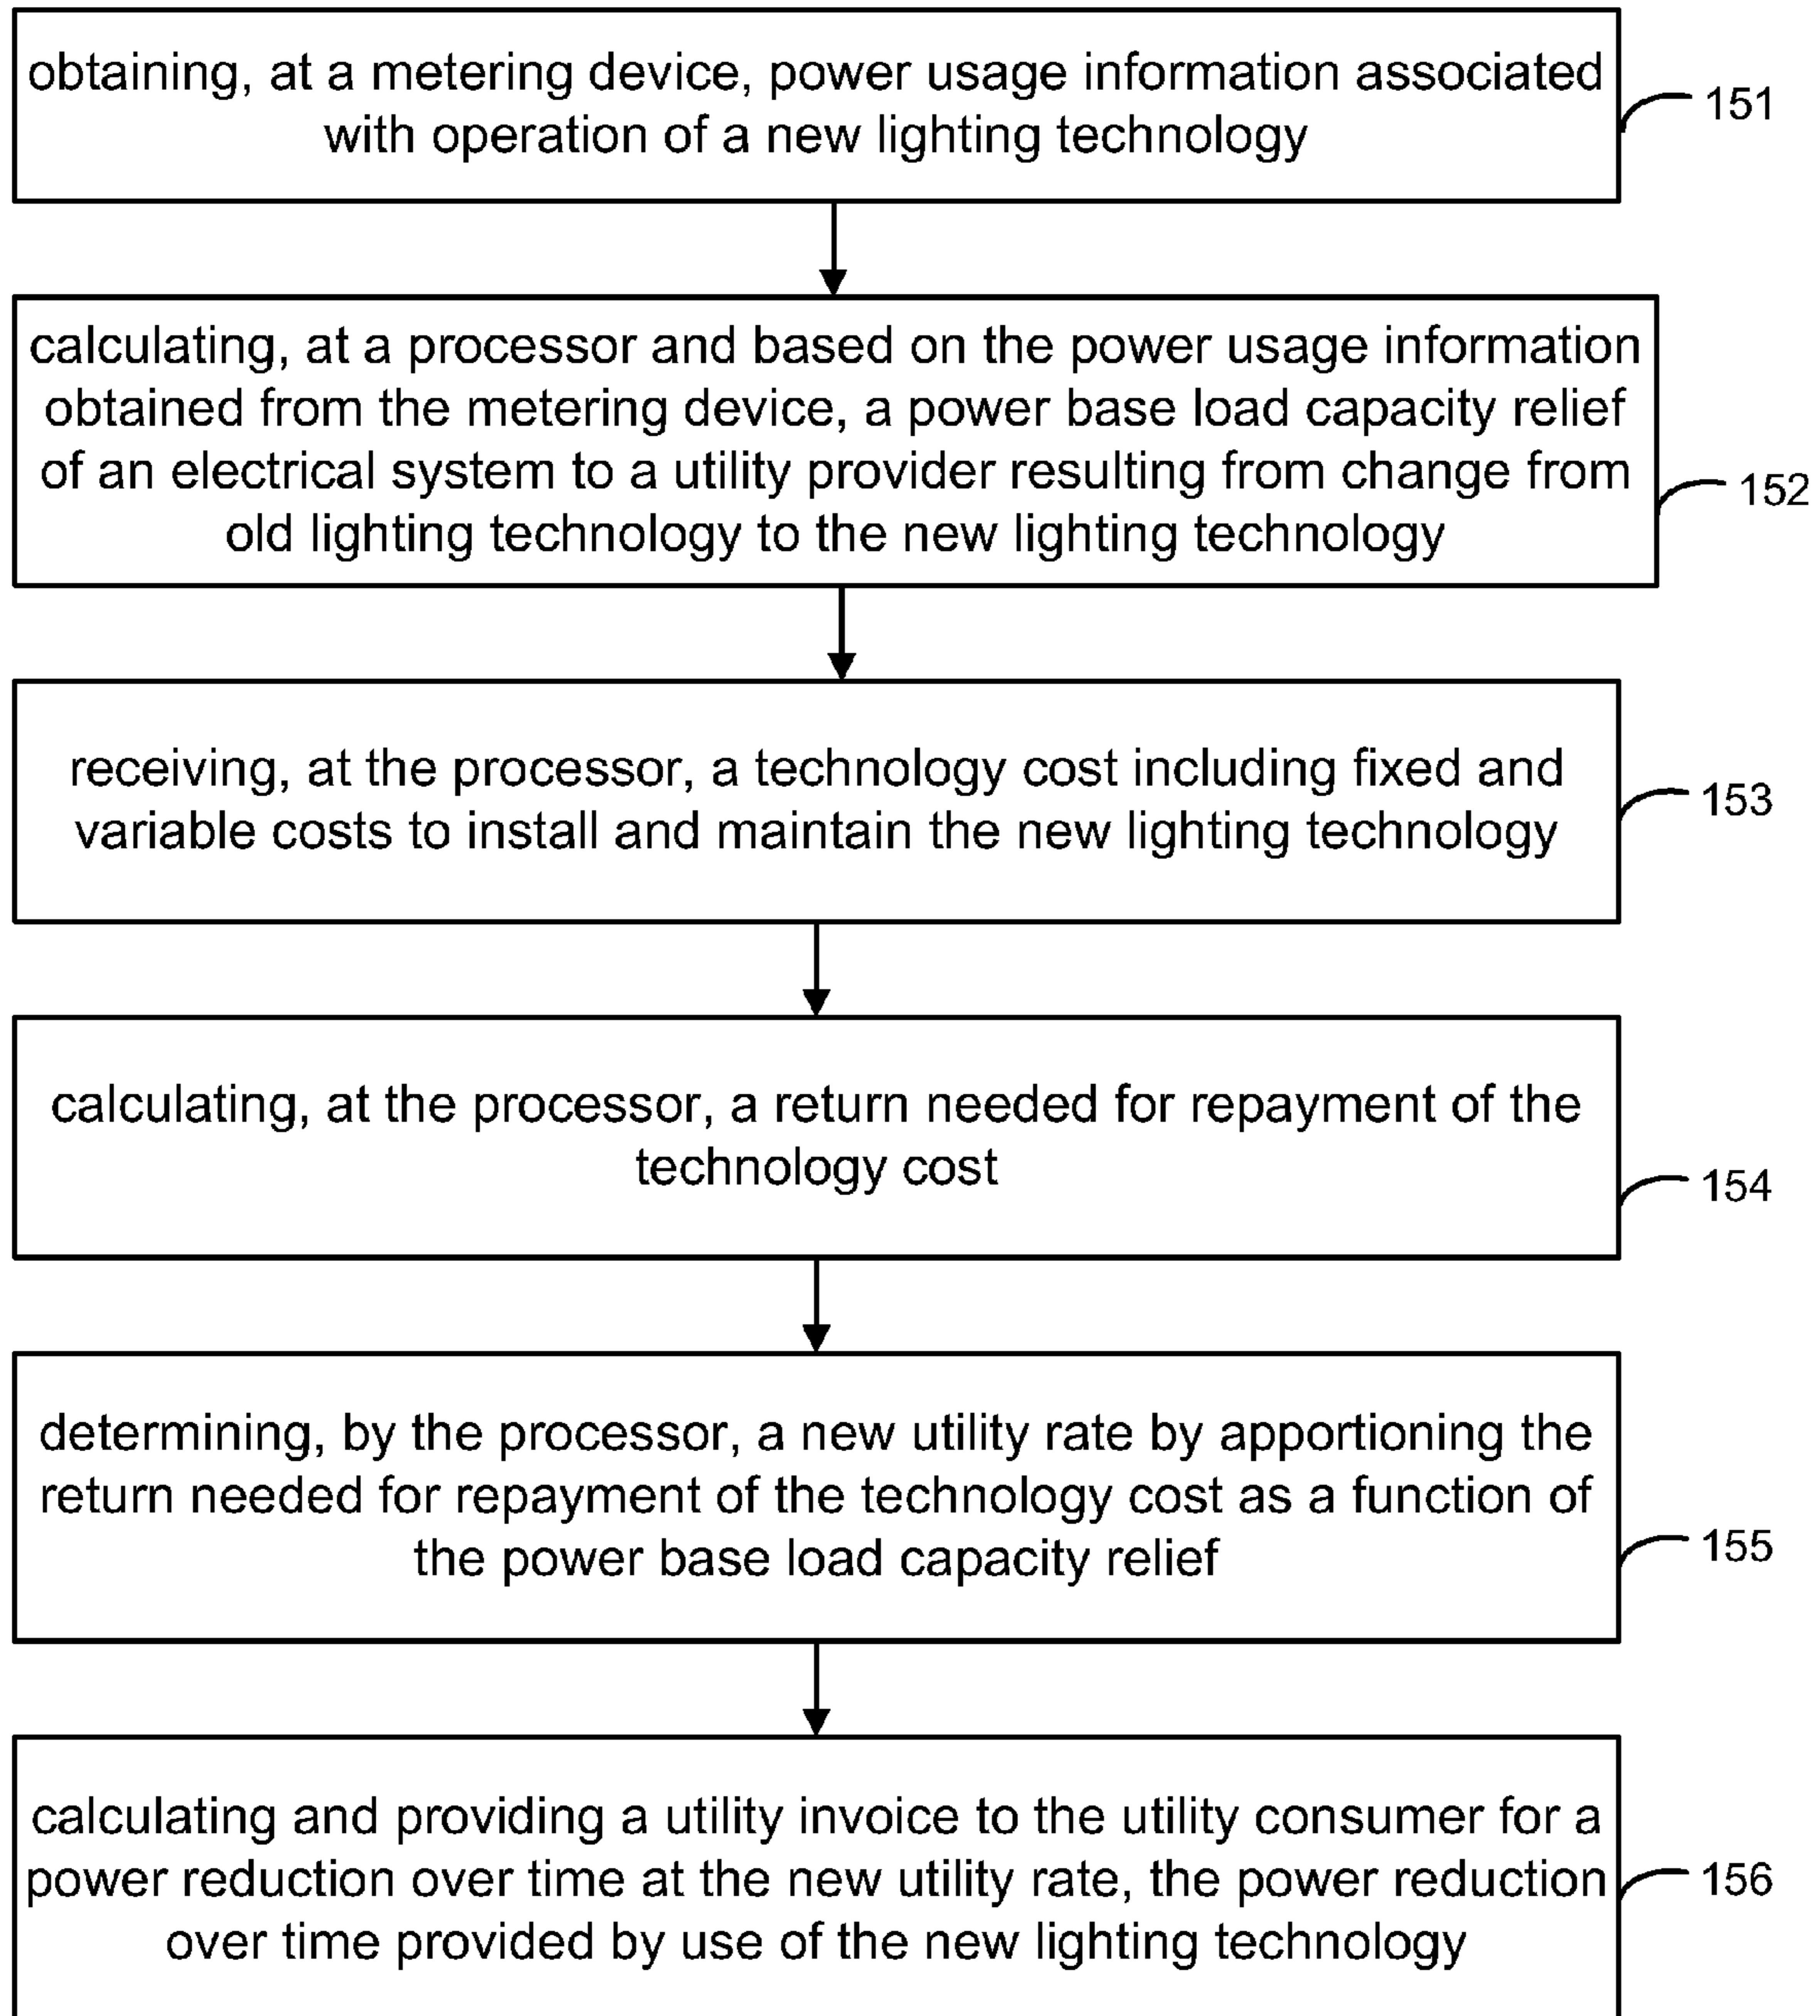 obtaining, at a metering device, power usage information associated
with operation of a new lighting technology
151
calculating, at a processor and based on the power usage information
obtained from the metering device, a power base load capacity relief
of an electrical system to a utility provider resulting from change from
old lighting technology to the new lighting technology
152
receiving, at the processor, a technology cost including fixed and
variable costs to install and maintain the new lighting technology
153
calculating, at the processor, a return needed for repayment of the
technology cost
154
determining, by the processor, a new utility rate by apportioning the
return needed for repayment of the technology cost as a function of
the power base load capacity relief
155
calculating and providing a utility invoice to the utility consumer for a
power reduction over time at the new utility rate, the power reduction
over time provided by use of the new lighting technology
156